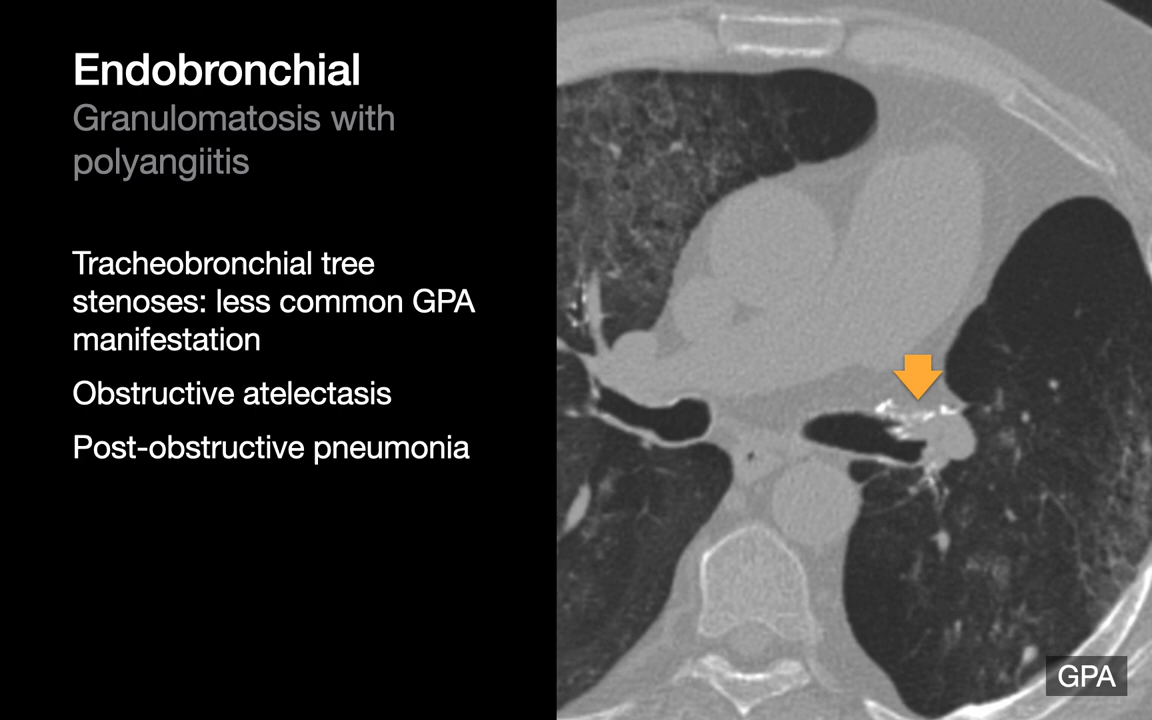 Endobronchial
Granulomatosis with
polyangiitis
Tracheobronchial tree
stenoses: less common GPA
manifestation
Obstructive atelectasis
Post-obstructive pneumonia
GPA